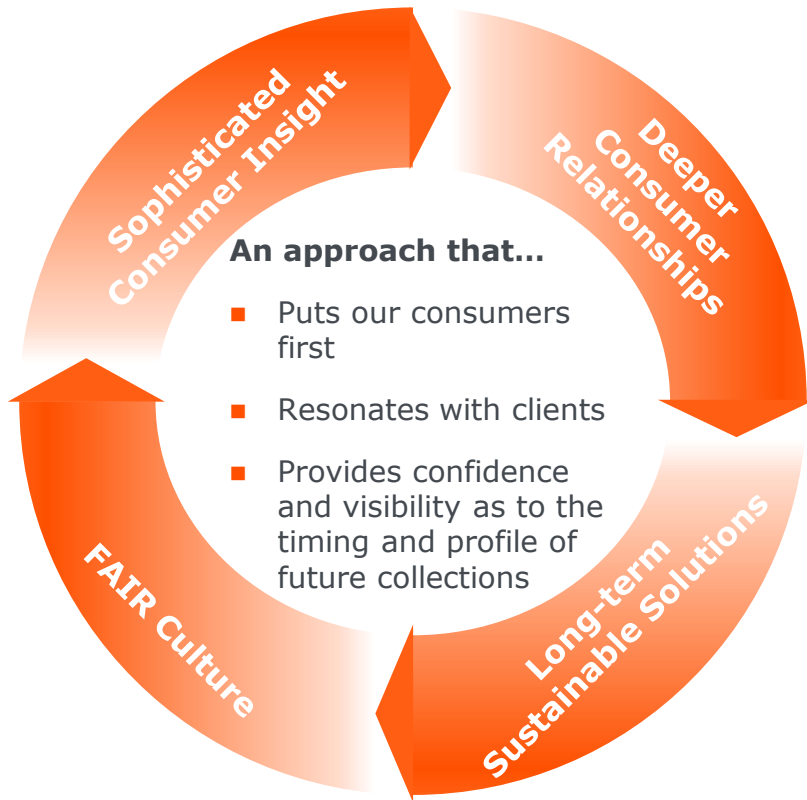 Sophisticated
Consumer Insight
Deeper
Consumer
Relationships
An approach that...
■ Puts our consumers
first
■ Resonates with clients
■ Provides confidence
and visibility as to the
timing and profile of
future collections
Long-term
Sustainable Solutions
FAIR Culture